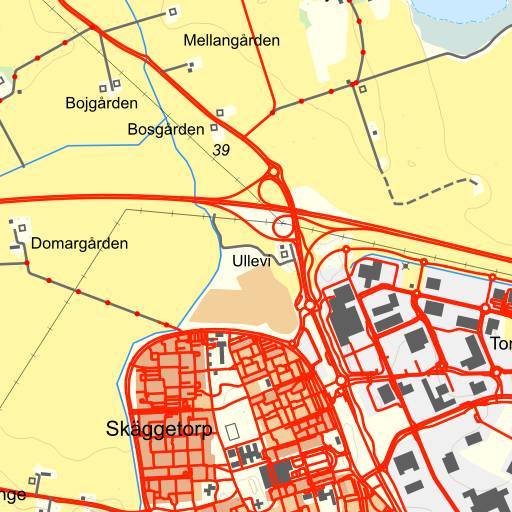 Mellangården
Bojgården
Bosgården
39
Domargården
Ullevi
Tor
Skäggetorp
nge